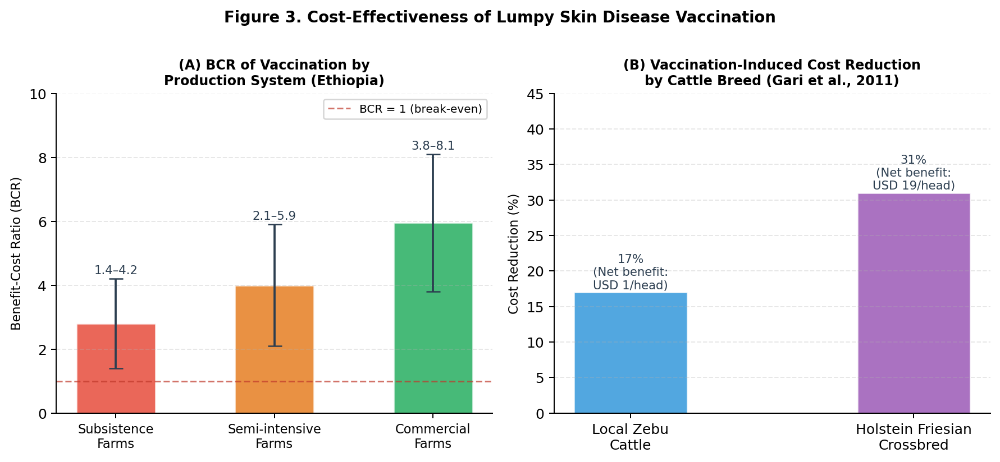 Figure 3. Cost-Effectiveness of Lumpy Skin Disease Vaccination
(A) BCR of Vaccination by
Production System (Ethiopia)
Benefit-Cost Ratio (BCR)
10
8
6
4
2
0
BCR = 1 (break-even)
1.4–4.2
2.1–5.9
3.8–8.1
Subsistence
Farms
Semi-intensive
Farms
Commercial
Farms
(B) Vaccination-Induced Cost Reduction
by Cattle Breed (Gari et al., 2011)
Cost Reduction (%)
45
40
35
30
25
20
15
10
5
0
17%
(Net benefit:
USD 1/head)
31%
(Net benefit:
USD 19/head)
Local Zebu
Cattle
Holstein Friesian
Crossbred